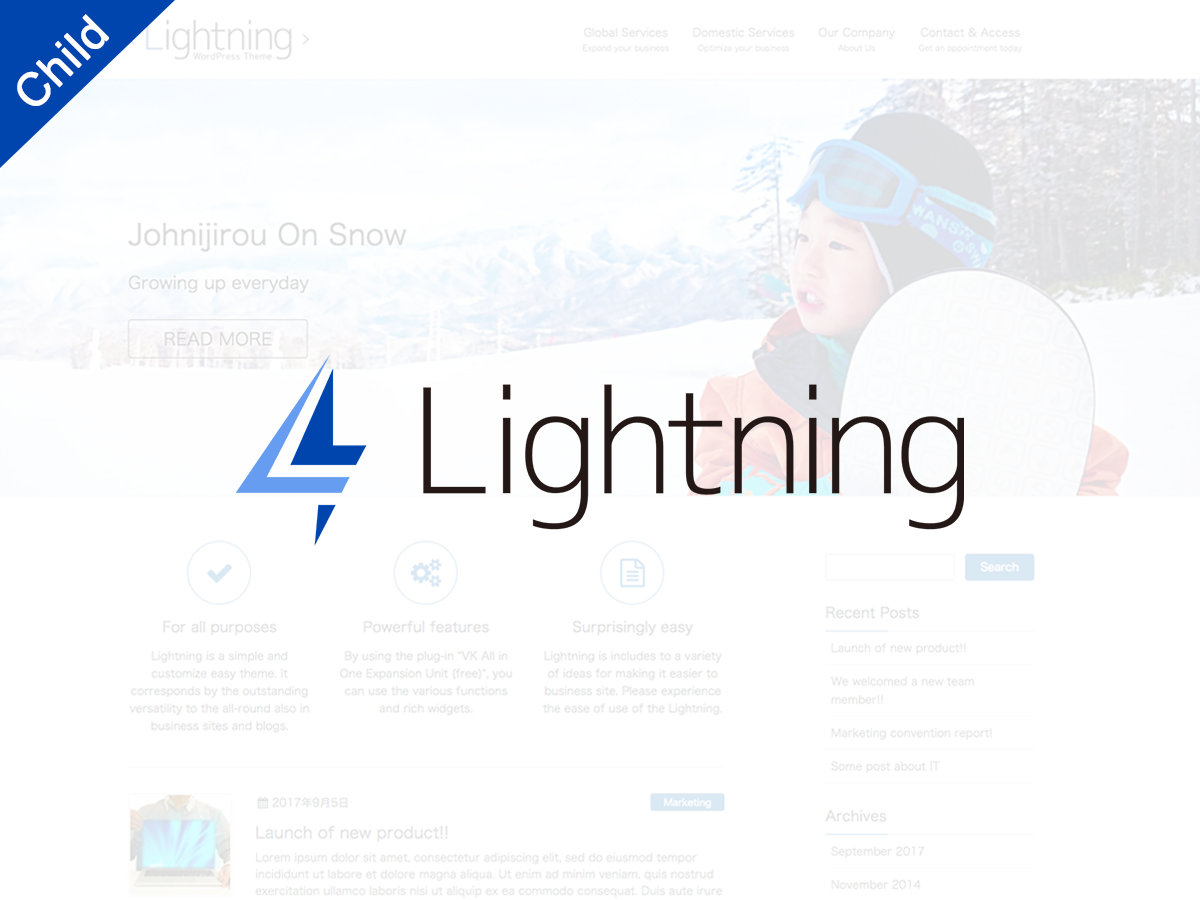 Child
Lightning
WordPress Theme
Global Services
Expand your business
Domestic Services
Optimize your business
Our Company
About Us
Contact & Access
Get an appointment today
Johnijirou On Snow
Growing up everyday
READ MORE
Lightning
For all purposes
Lightning is a simple and
customize easy theme. It
corresponds by the outstanding
versatility to the all-round also in
business sites and blogs.
Powerful features
By using the plug-in "VK All in
One Expansion Unit (free)", you
can use the various functions
and rich widgets.
Surprisingly easy
Lightning is includes to a variety
of ideas for making it easier to
business site. Please experience
the ease of use of the Lightning.
Search
Recent Posts
Launch of new product!!
We welcomed a new team
member!!
Marketing convention report!
Some post about IT
Archives
September 2017
November 2014
2017年9月5日
Marketing
Launch of new product!!
Lorem ipsum dolor sit amet, consectetur adipiscing elit, sed do eiusmod tempor
incididunt ut labore et dolore magna aliqua. Ut enim ad minim veniam, quis nostrud
exercitation ullamco laboris nisi ut aliquip ex ea commodo consequat. Duis aute irure